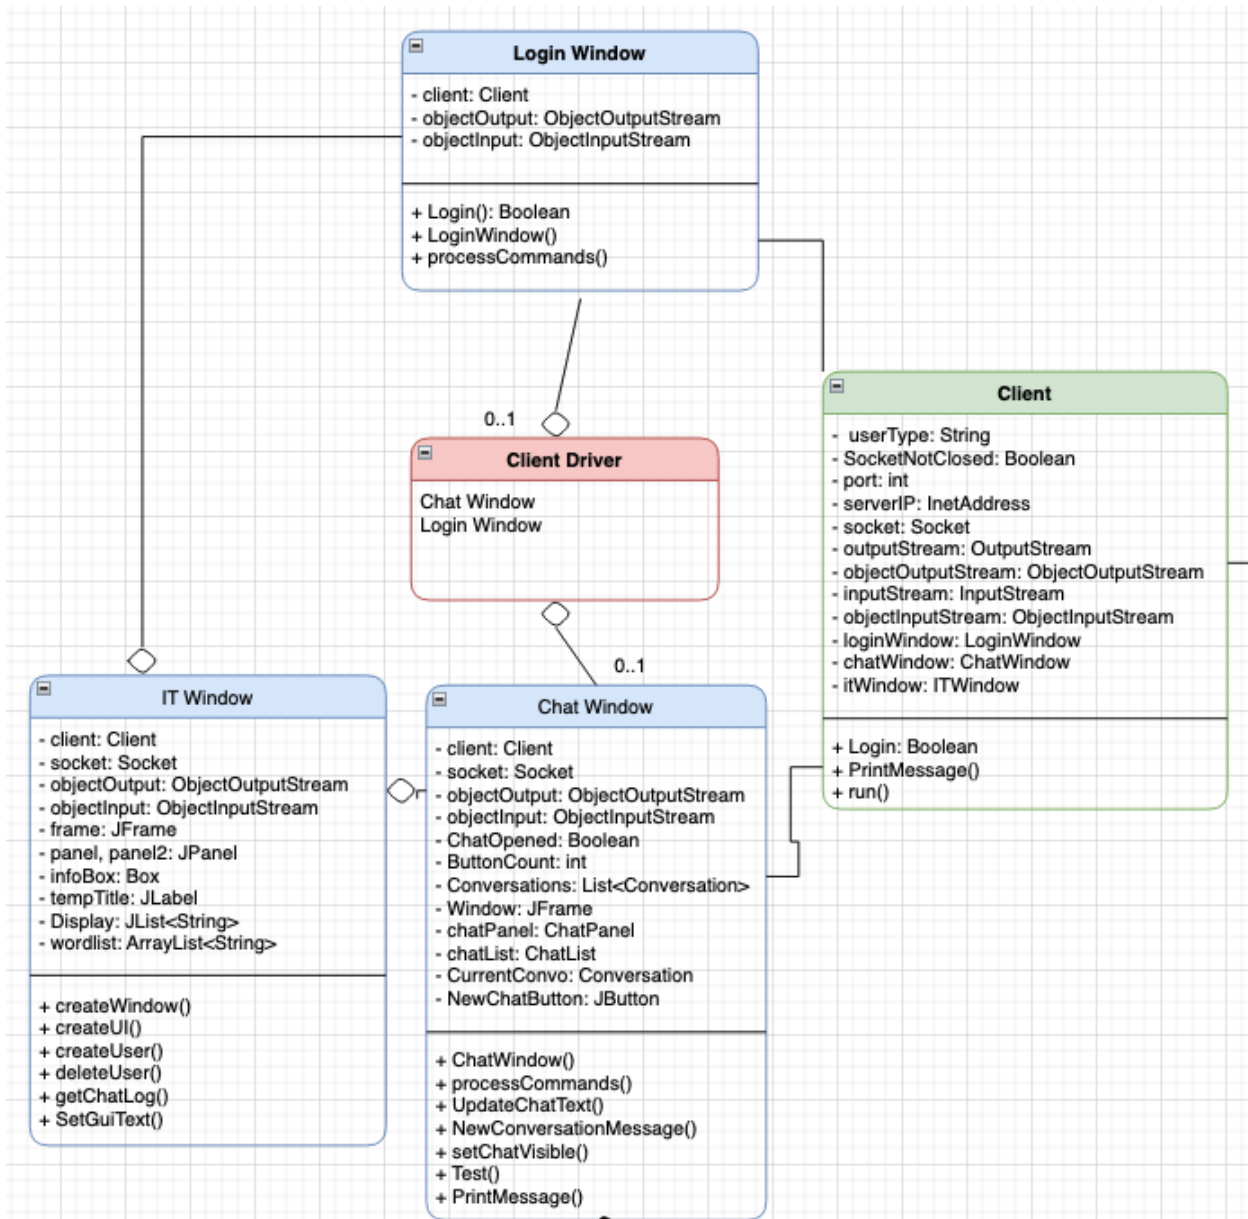 Login Window
- client: Client
- objectOutput: ObjectOutputStream
- objectInput: ObjectInputStream
+ Login(): Boolean
+ LoginWindow()
+ processCommands()
0..1
Client Driver
Chat Window
Login Window
0..1
Client
- userType: String
- SocketNotClosed: Boolean
- port: int
- serverIP: InetAddress
- socket: Socket
- outputStream: OutputStream
- objectOutputStream: ObjectOutputStream
- inputStream: InputStream
- objectInputStream: ObjectInputStream
- loginWindow: LoginWindow
- chatWindow: ChatWindow
- itWindow: ITWindow
+ Login: Boolean
+ PrintMessage()
+ run()
IT Window
- client: Client
- socket: Socket
- objectOutput: ObjectOutputStream
- objectInput: ObjectInputStream
- frame: JFrame
- panel, panel2: JPanel
- infoBox: Box
- tempTitle: JLabel
- Display: JList<String>
- wordlist: ArrayList<String>
+ createWindow()
+ createUI()
+ createUser()
+ deleteUser()
+ getChatLog()
+ SetGuiText()
Chat Window
- client: Client
- socket: Socket
- objectOutput: ObjectOutputStream
- objectInput: ObjectInputStream
- ChatOpened: Boolean
- ButtonCount: int
- Conversations: List<Conversation>
- Window: JFrame
- chatPanel: ChatPanel
- chatList: ChatList
- CurrentConvo: Conversation
- NewChatButton: JButton
+ ChatWindow()
+ processCommands()
+ UpdateChatText()
+ NewConversationMessage()
+ setChatVisible()
+ Test()
+ PrintMessage()